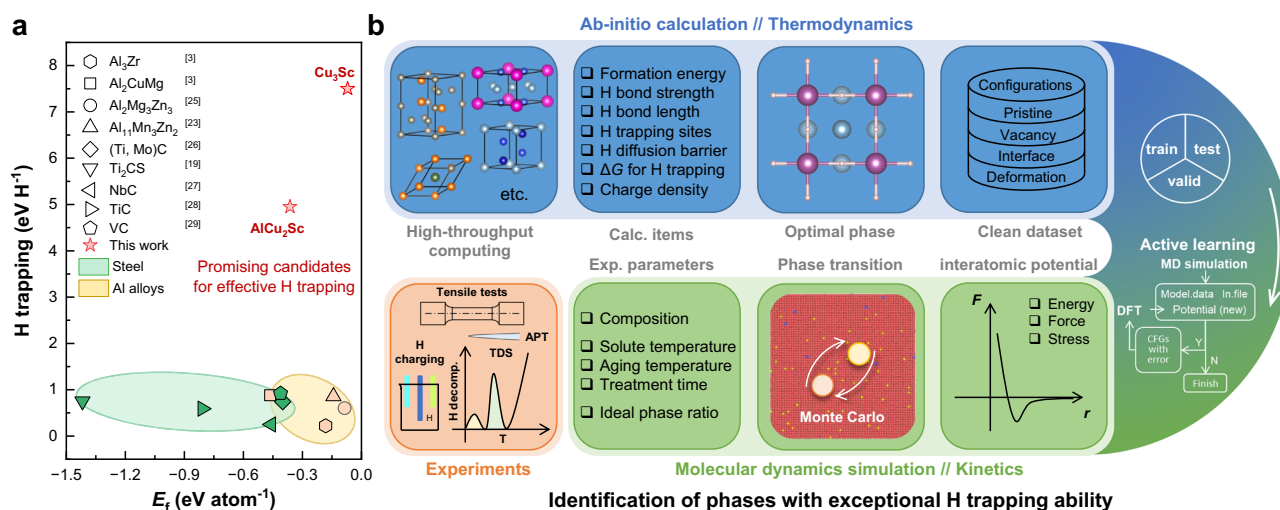 a
H trapping (eV H⁻¹)
8
7
6
5
4
3
2
1
0
Al₃Zr [3]
Al₂CuMg [3]
Al₂Mg₃Zn₃ [25]
Al₁₁Mn₃Zn₂ [23]
(Ti, Mo)C [26]
Ti₂CS [19]
NbC [27]
TiC [28]
VC [29]
This work
Steel
Al alloys
Cu₃Sc
AlCu₂Sc
Promising candidates
for effective H trapping
-1.5 -0.9 -0.6 -0.3 0.0
E_f (eV atom⁻¹)
b
Ab-initio calculation // Thermodynamics
etc.
High-throughput
computing
❑ Formation energy
❑ H bond strength
❑ H bond length
❑ H trapping sites
❑ H diffusion barrier
❑ ΔG for H trapping
❑ Charge density
Calc. items
Optimal phase
Configurations
Pristine
Vacancy
Interface
Deformation
Clean dataset
train
test
valid
Active learning
MD simulation
Model.data In.file
Potential (new)
DFT
CFGs
with
error
Y
N
Finish
Tensile tests
APT
H
charging
H
TDS
H decomp.
T
Experiments
Exp. parameters
❑ Composition
❑ Solute temperature
❑ Aging temperature
❑ Treatment time
❑ Ideal phase ratio
Phase transition
Monte Carlo
interatomic potential
F
r
❑ Energy
❑ Force
❑ Stress
Molecular dynamics simulation // Kinetics
Identification of phases with exceptional H trapping ability